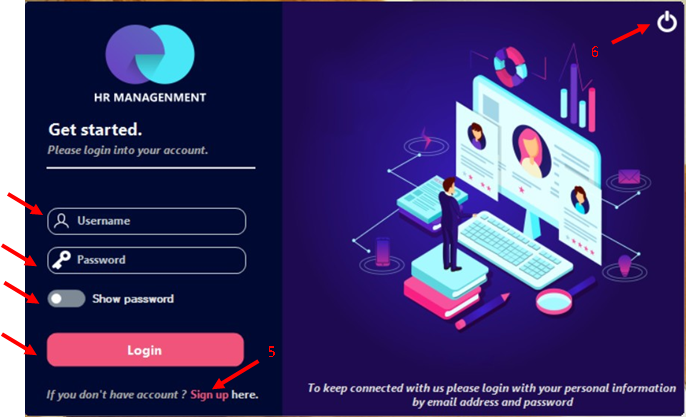 HR MANAGENMENT
Get started.
Please login into your account.
Username
Password
Show password
Login
If you don't have account ? Sign up here.
5
6
To keep connected with us please login with your personal information
by email address and password